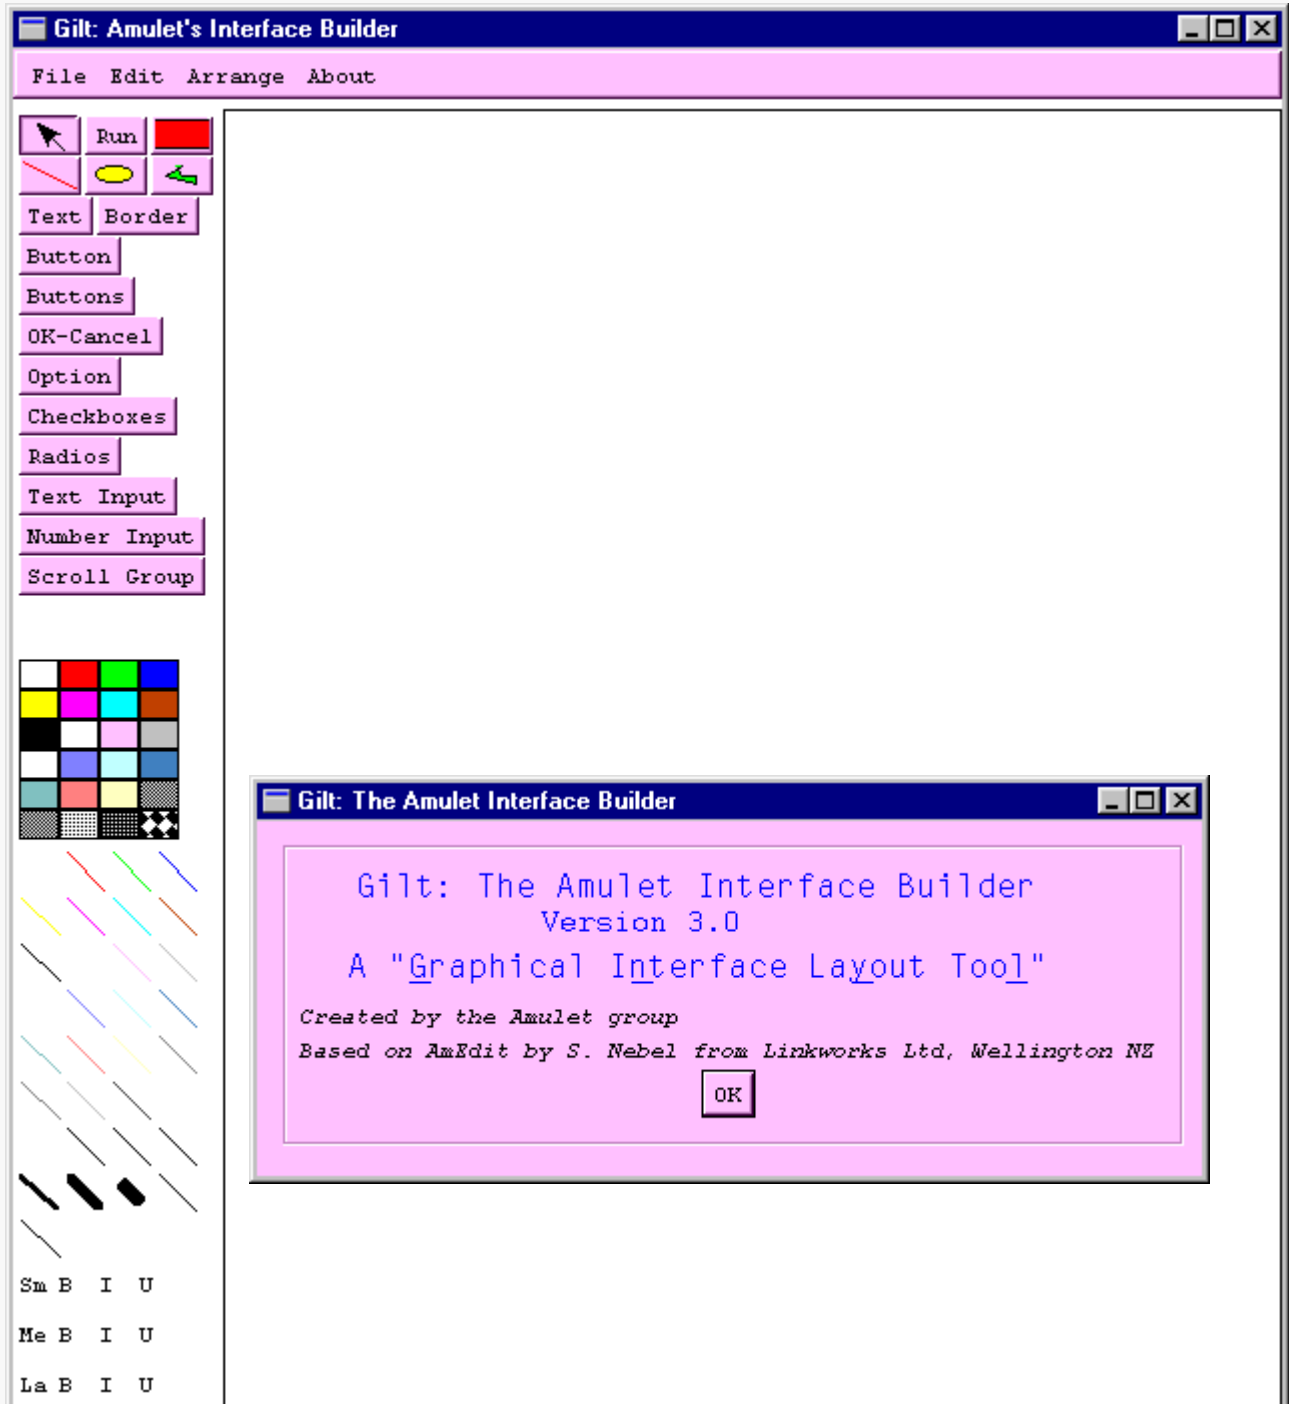 Gilt: Amulet's Interface Builder
File Edit Arrange About
Run
Text Border
Button
Buttons
OK-Cancel
Option
Checkboxes
Radios
Text Input
Number Input
Scroll Group
Gilt: The Amulet Interface Builder
Gilt: The Amulet Interface Builder
Version 3.0
A "Graphical Interface Layout Tool"
Created by the Amulet group
Based on AmEdit by S. Nebel from Linkworks Ltd, Wellington NZ
OK
Sm B I U
Me B I U
La B I U